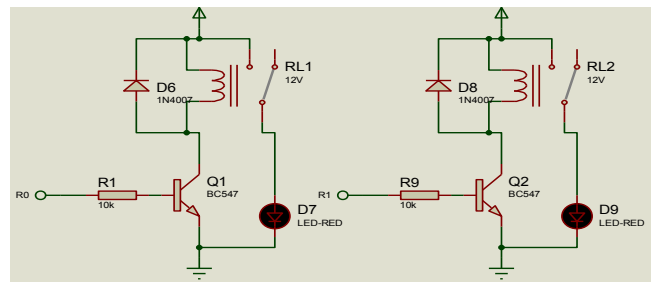 RL1
12V
D6
1N4007
R0
R1
10k
Q1
BC547
D7
LED-RED
RL2
12V
D8
1N4007
R1
R9
10k
Q2
BC547
D9
LED-RED